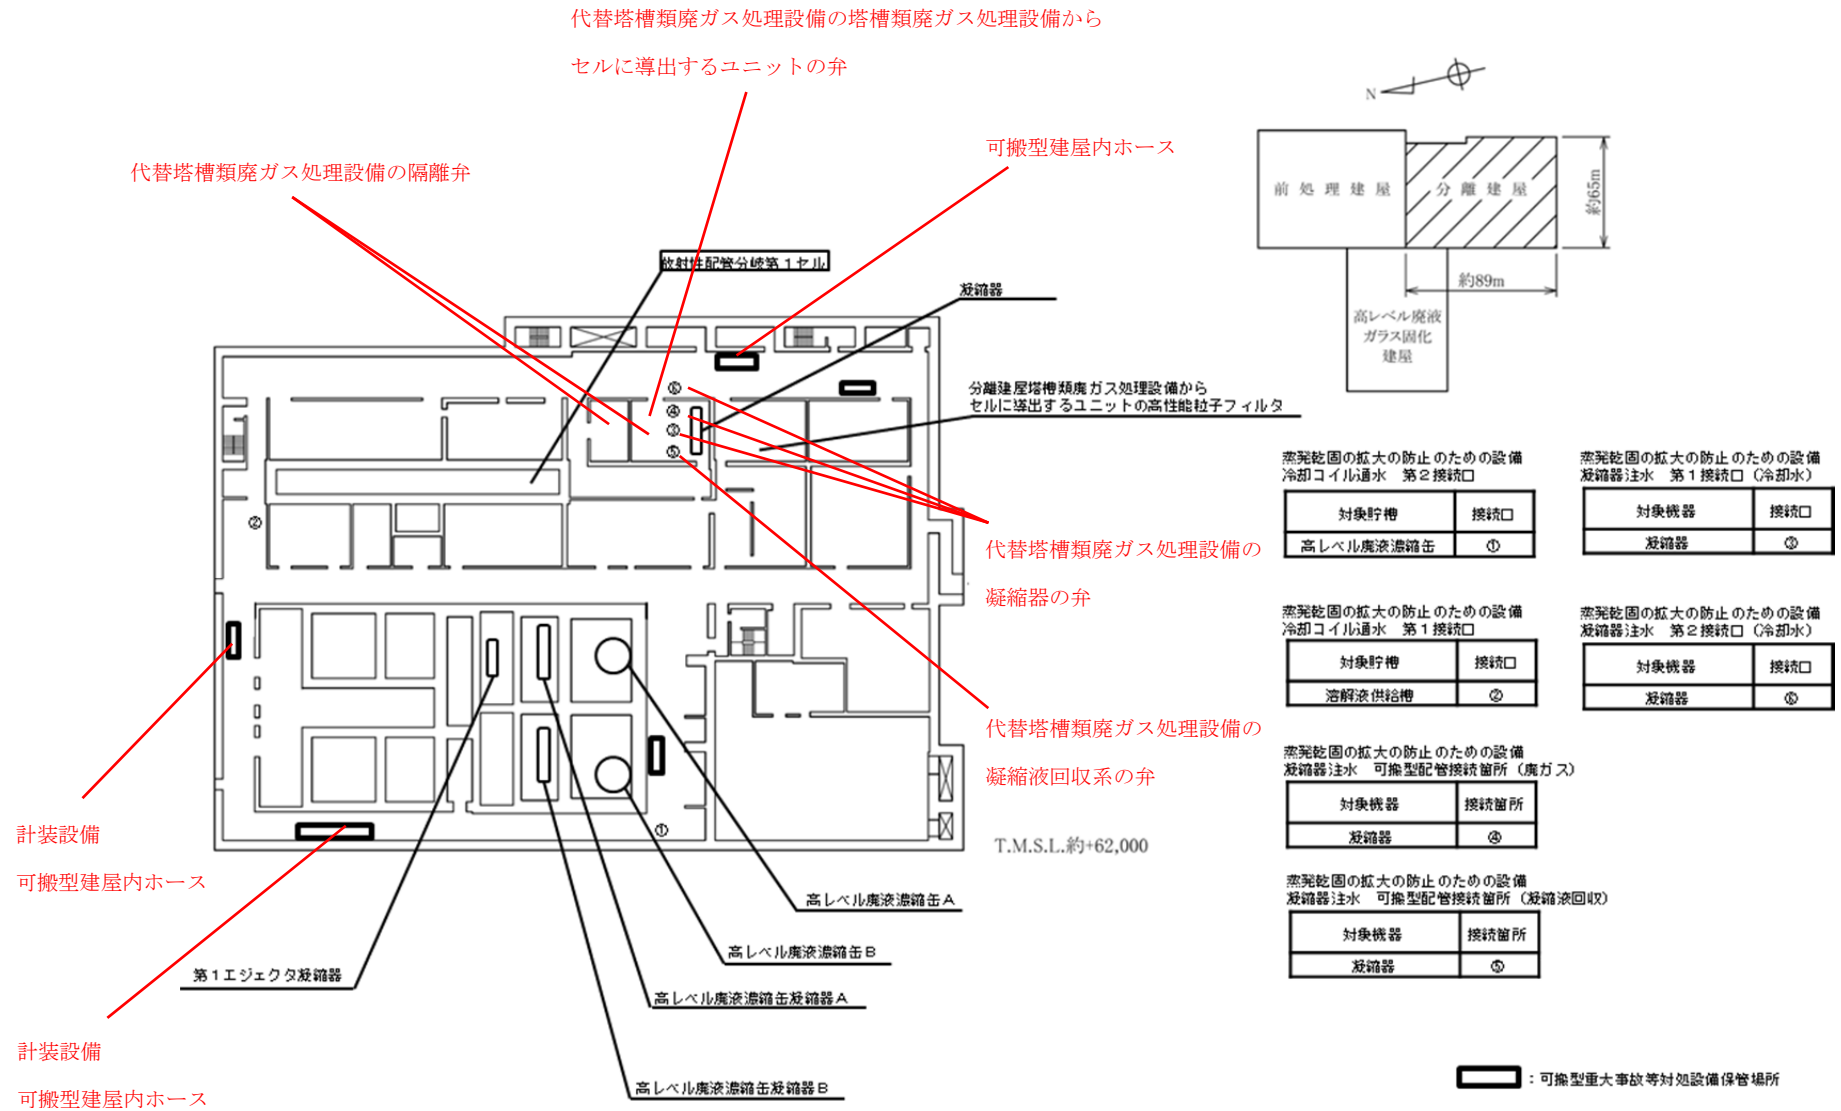 代替塔槽類廃ガス処理設備の塔槽類廃ガス処理設備から
セルに導出するユニットの弁
可搬型建屋内ホース
代替塔槽類廃ガス処理設備の隔離弁
放射性配管分岐第1セル
凝縮器
分離建屋塔槽類廃ガス処理設備から
セルに導出するユニットの高性能粒子フィルタ
⑥
④
③
⑤
②
①
代替塔槽類廃ガス処理設備の
凝縮器の弁
代替塔槽類廃ガス処理設備の
凝縮液回収系の弁
T.M.S.L.約+62,000
計装設備
可搬型建屋内ホース
計装設備
可搬型建屋内ホース
高レベル廃液濃縮缶A
高レベル廃液濃縮缶B
第1エジェクタ凝縮器
高レベル廃液濃縮缶凝縮器A
高レベル廃液濃縮缶凝縮器B
N
前処理建屋
分離建屋
約65m
約89m
高レベル廃液
ガラス固化
建屋
蒸発乾固の拡大の防止のための設備
冷却コイル通水 第2接続口
対象貯槽 接続口
高レベル廃液濃縮缶 ①
蒸発乾固の拡大の防止のための設備
凝縮器注水 第1接続口（冷却水）
対象機器 接続口
凝縮器 ③
蒸発乾固の拡大の防止のための設備
冷却コイル通水 第1接続口
対象貯槽 接続口
溶解液供給槽 ②
蒸発乾固の拡大の防止のための設備
凝縮器注水 第2接続口（冷却水）
対象機器 接続口
凝縮器 ⑥
蒸発乾固の拡大の防止のための設備
凝縮器注水 可搬型配管接続箇所（廃ガス）
対象機器 接続箇所
凝縮器 ④
蒸発乾固の拡大の防止のための設備
凝縮器注水 可搬型配管接続箇所（凝縮液回収）
対象機器 接続箇所
凝縮器 ⑤
：可搬型重大事故等対処設備保管場所